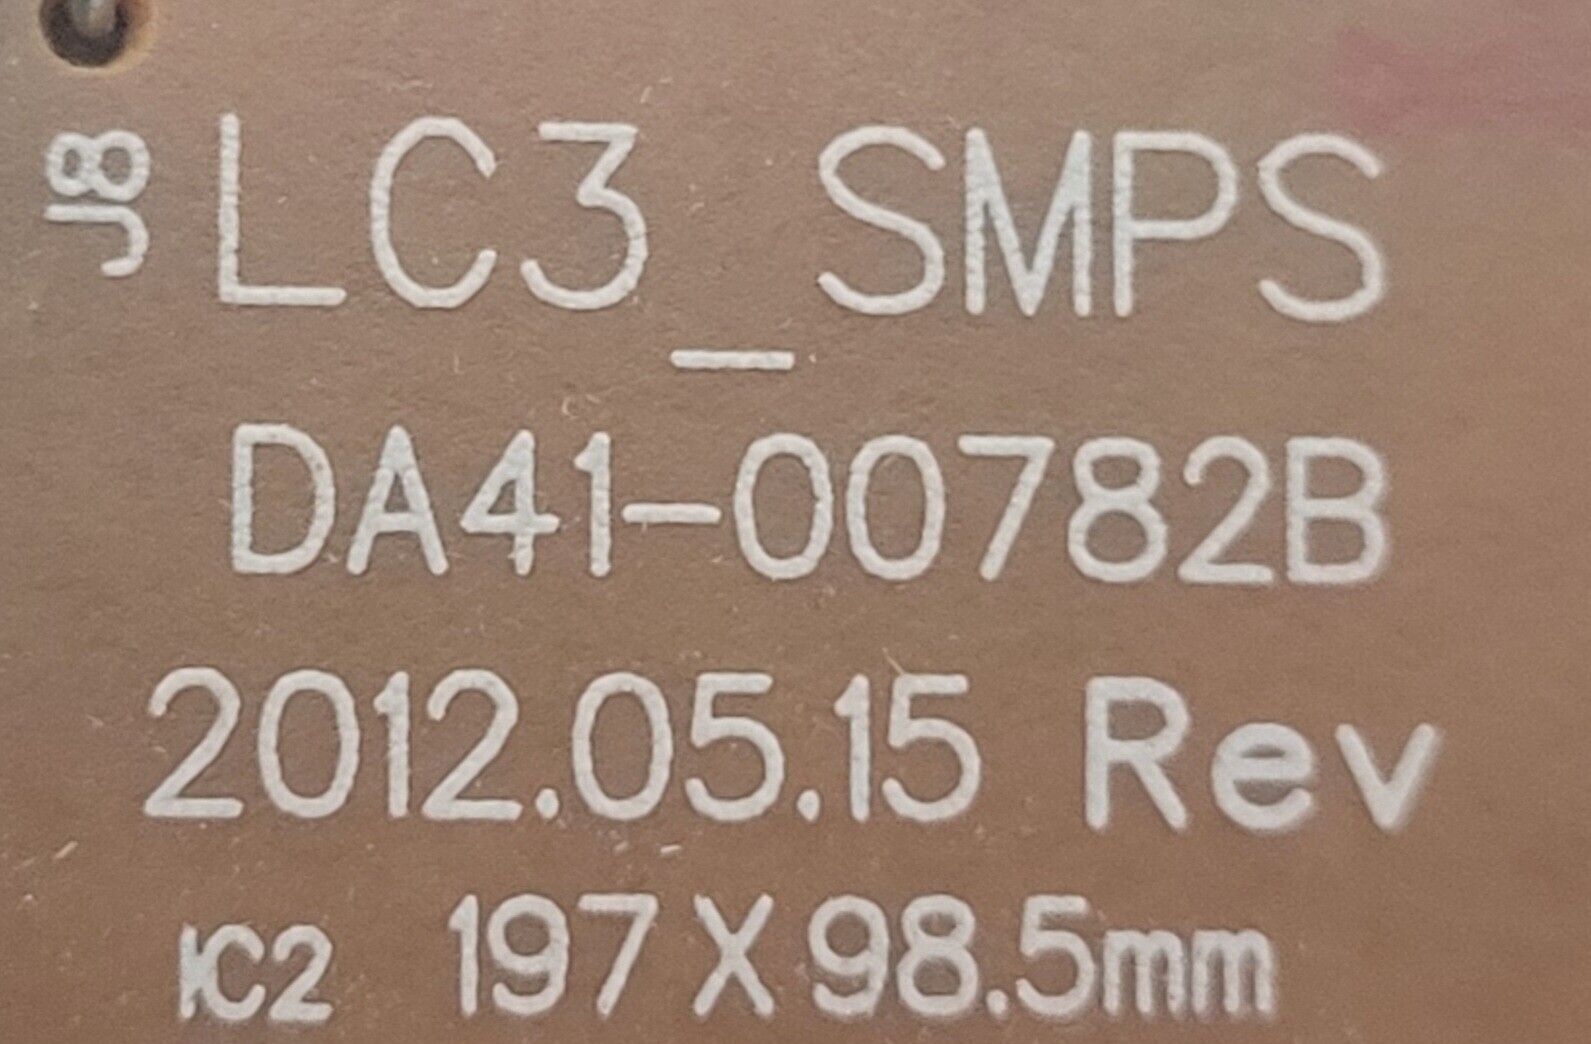 J8
LC3_SMPS
DA41-00782B
2012.05.15 Rev
IC2 197 X 98.5mm